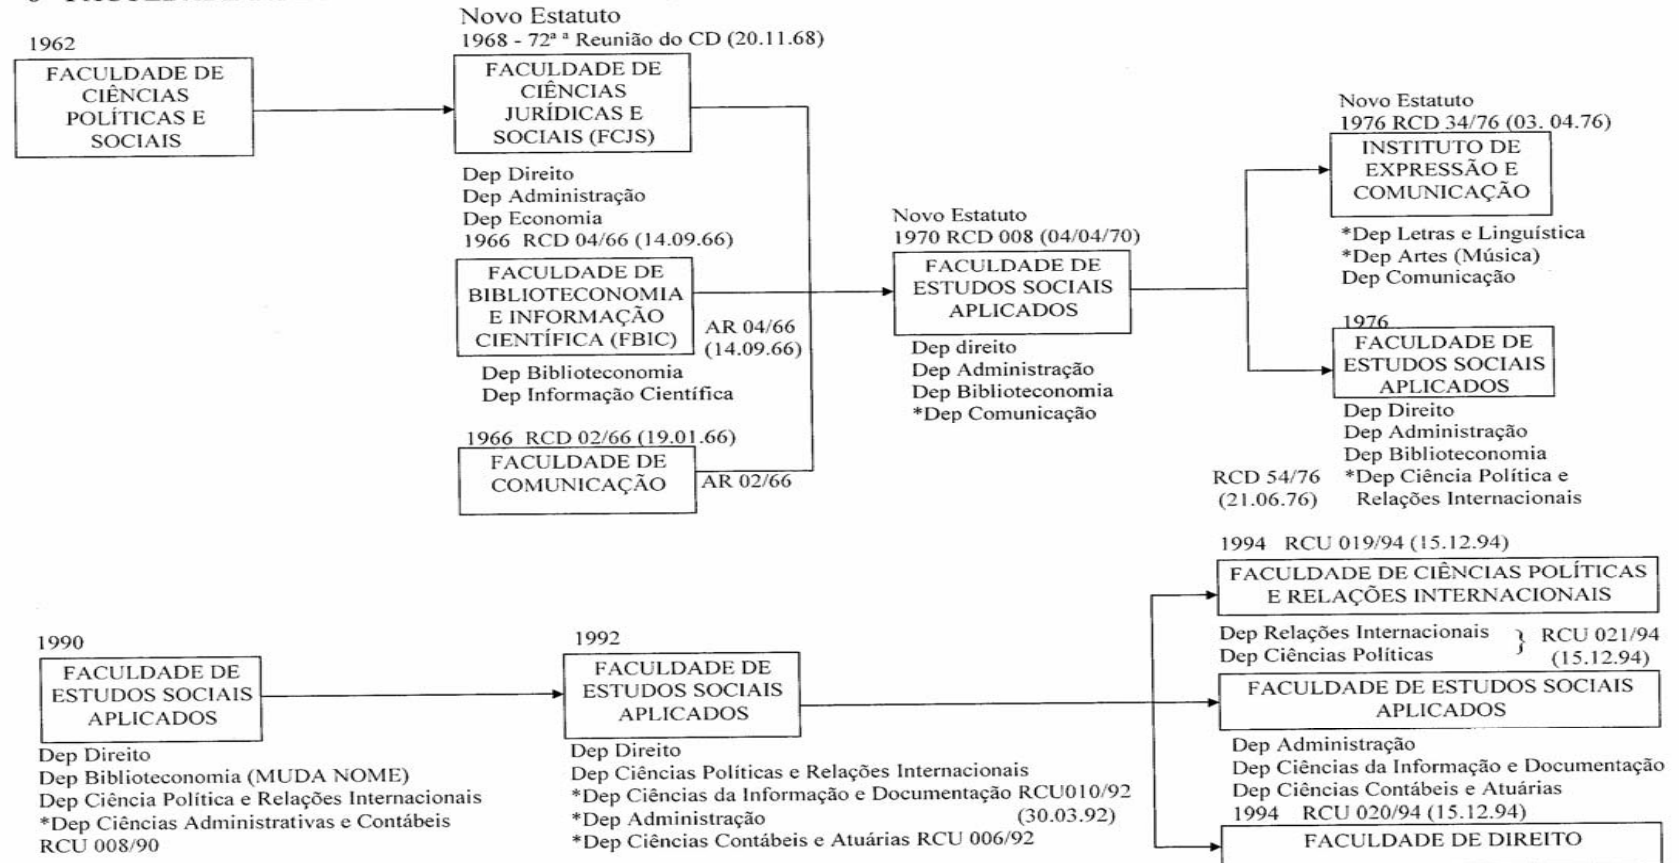 Novo Estatuto
1968 - 72ª ª Reunião do CD (20.11.68)
1962
FACULDADE DE
CIÊNCIAS
POLÍTICAS E
SOCIAIS
FACULDADE DE
CIÊNCIAS
JURÍDICAS E
SOCIAIS (FCJS)
Dep Direito
Dep Administração
Dep Economia
1966 RCD 04/66 (14.09.66)
FACULDADE DE
BIBLIOTECONOMIA
E INFORMAÇÃO
CIENTÍFICA (FBIC)
AR 04/66
(14.09.66)
Dep Biblioteconomia
Dep Informação Científica
1966 RCD 02/66 (19.01.66)
FACULDADE DE
COMUNICAÇÃO
AR 02/66
Novo Estatuto
1970 RCD 008 (04/04/70)
FACULDADE DE
ESTUDOS SOCIAIS
APLICADOS
Dep direito
Dep Administração
Dep Biblioteconomia
*Dep Comunicação
Novo Estatuto
1976 RCD 34/76 (03. 04.76)
INSTITUTO DE
EXPRESSÃO E
COMUNICAÇÃO
*Dep Letras e Linguística
*Dep Artes (Música)
Dep Comunicação
1976
FACULDADE DE
ESTUDOS SOCIAIS
APLICADOS
Dep Direito
Dep Administração
Dep Biblioteconomia
*Dep Ciência Política e
Relações Internacionais
RCD 54/76
(21.06.76)
1990
FACULDADE DE
ESTUDOS SOCIAIS
APLICADOS
Dep Direito
Dep Biblioteconomia (MUDA NOME)
Dep Ciência Política e Relações Internacionais
*Dep Ciências Administrativas e Contábeis
RCU 008/90
1992
FACULDADE DE
ESTUDOS SOCIAIS
APLICADOS
Dep Direito
Dep Ciências Políticas e Relações Internacionais
*Dep Ciências da Informação e Documentação RCU010/92
*Dep Administração (30.03.92)
*Dep Ciências Contábeis e Atuárias RCU 006/92
1994 RCU 019/94 (15.12.94)
FACULDADE DE CIÊNCIAS POLÍTICAS
E RELAÇÕES INTERNACIONAIS
Dep Relações Internacionais } RCU 021/94
Dep Ciências Políticas (15.12.94)
FACULDADE DE ESTUDOS SOCIAIS
APLICADOS
Dep Administração
Dep Ciências da Informação e Documentação
Dep Ciências Contábeis e Atuárias
1994 RCU 020/94 (15.12.94)
FACULDADE DE DIREITO